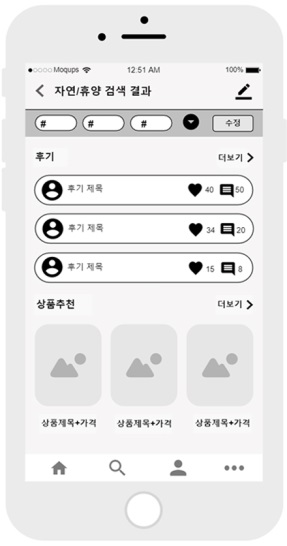 Moqups 12:51 AM 100%
자연/휴양 검색 결과
# # # 수정
후기 더보기
후기 제목 40 50
후기 제목 34 20
후기 제목 15 8
상품추천 더보기
상품제목+가격 상품제목+가격 상품제목+가격